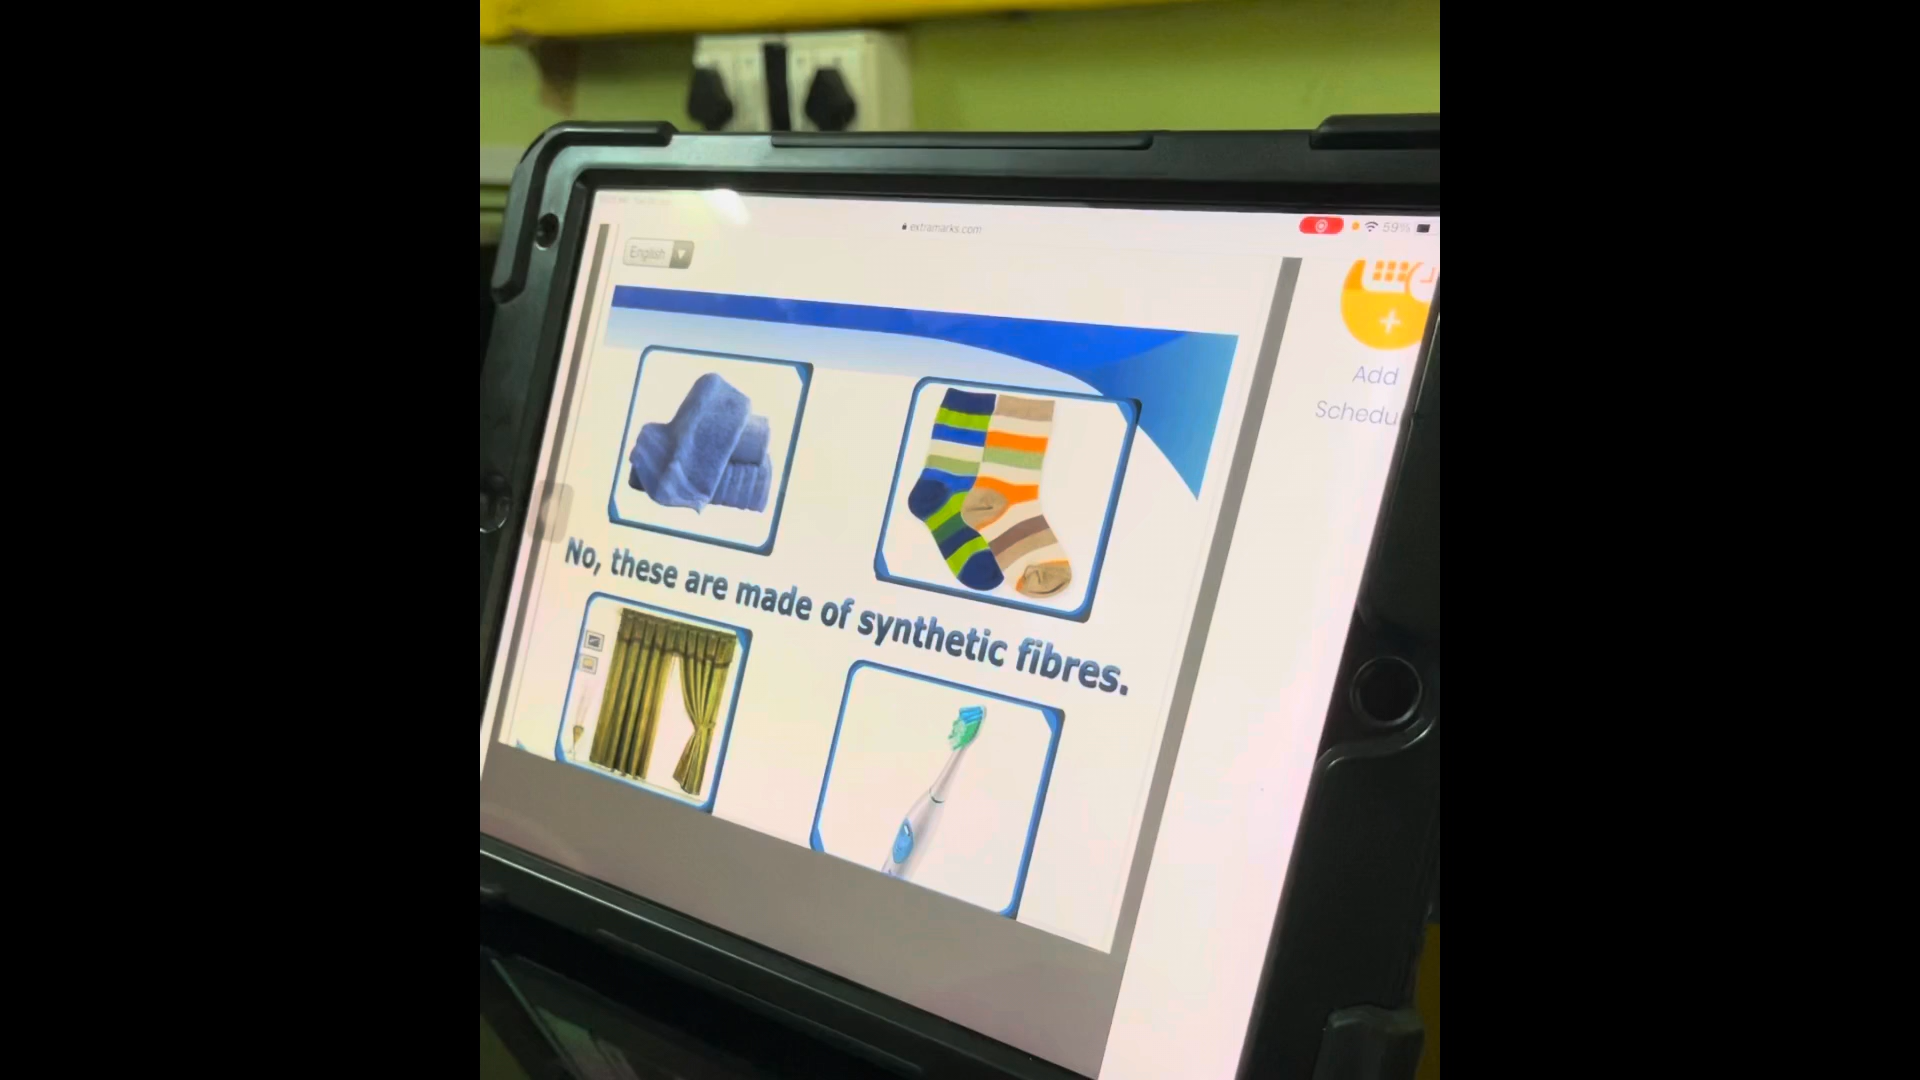 extramarks.com
59%
English
Add
Schedu
No, these are made of synthetic fibres.